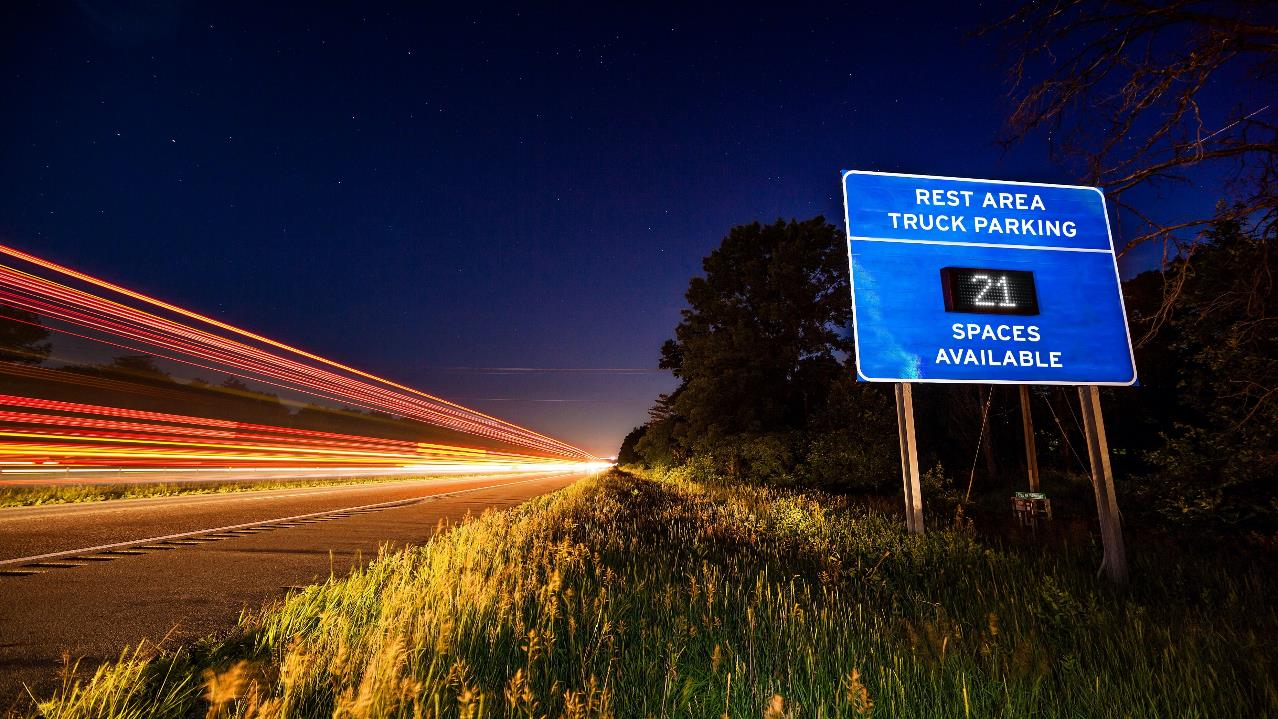 REST AREA
TRUCK PARKING
21
SPACES
AVAILABLE